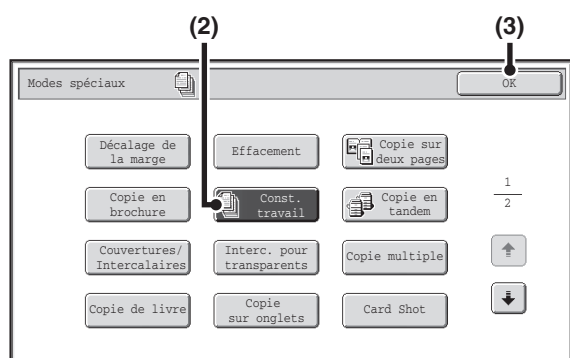 (2)
(3)
Modes spéciaux
OK
Décalage de
la marge
Effacement
Copie sur
deux pages
Copie en
brochure
Const.
travail
Copie en
tandem
1
2
Couvertures/
Intercalaires
Interc. pour
transparents
Copie multiple
Copie de livre
Copie
sur onglets
Card Shot